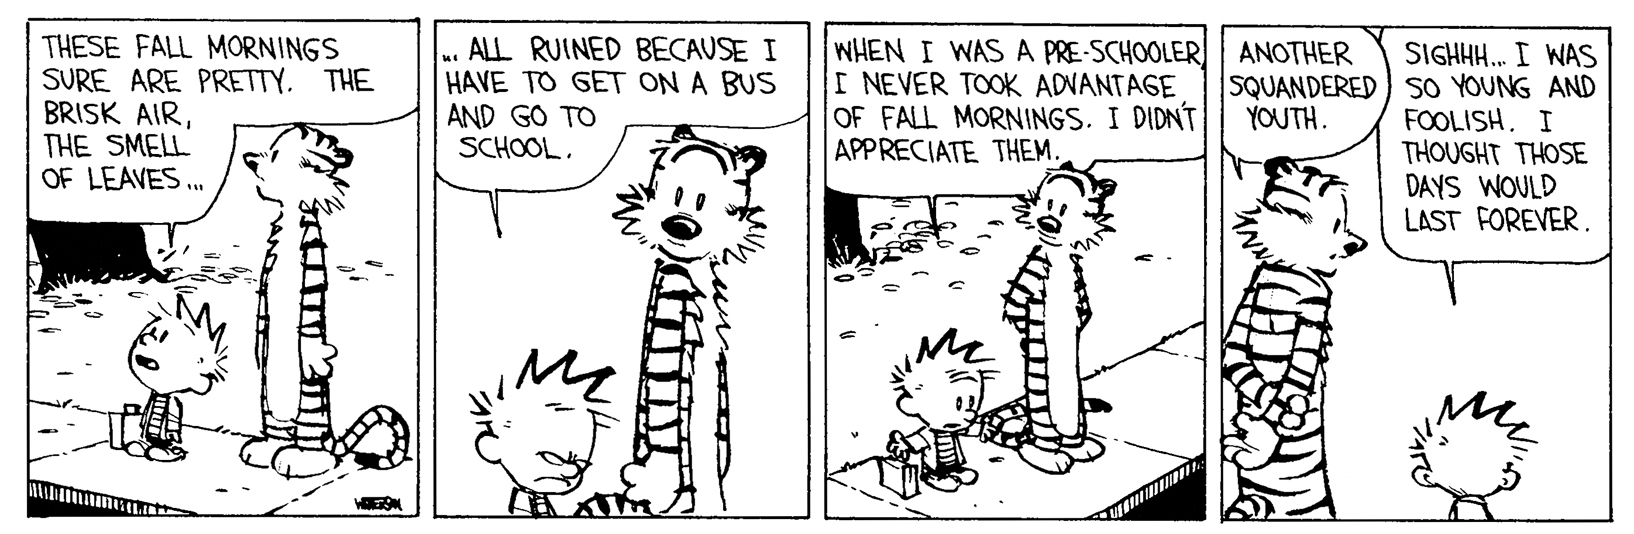 THESE FALL MORNINGS
SURE ARE PRETTY. THE
BRISK AIR,
THE SMELL
OF LEAVES...
WATTERSON
... ALL RUINED BECAUSE I
HAVE TO GET ON A BUS
AND GO TO
SCHOOL.
WHEN I WAS A PRE-SCHOOLER,
I NEVER TOOK ADVANTAGE
OF FALL MORNINGS. I DIDN'T
APPRECIATE THEM.
ANOTHER
SQUANDERED
YOUTH.
SIGHHH... I WAS
SO YOUNG AND
FOOLISH. I
THOUGHT THOSE
DAYS WOULD
LAST FOREVER.